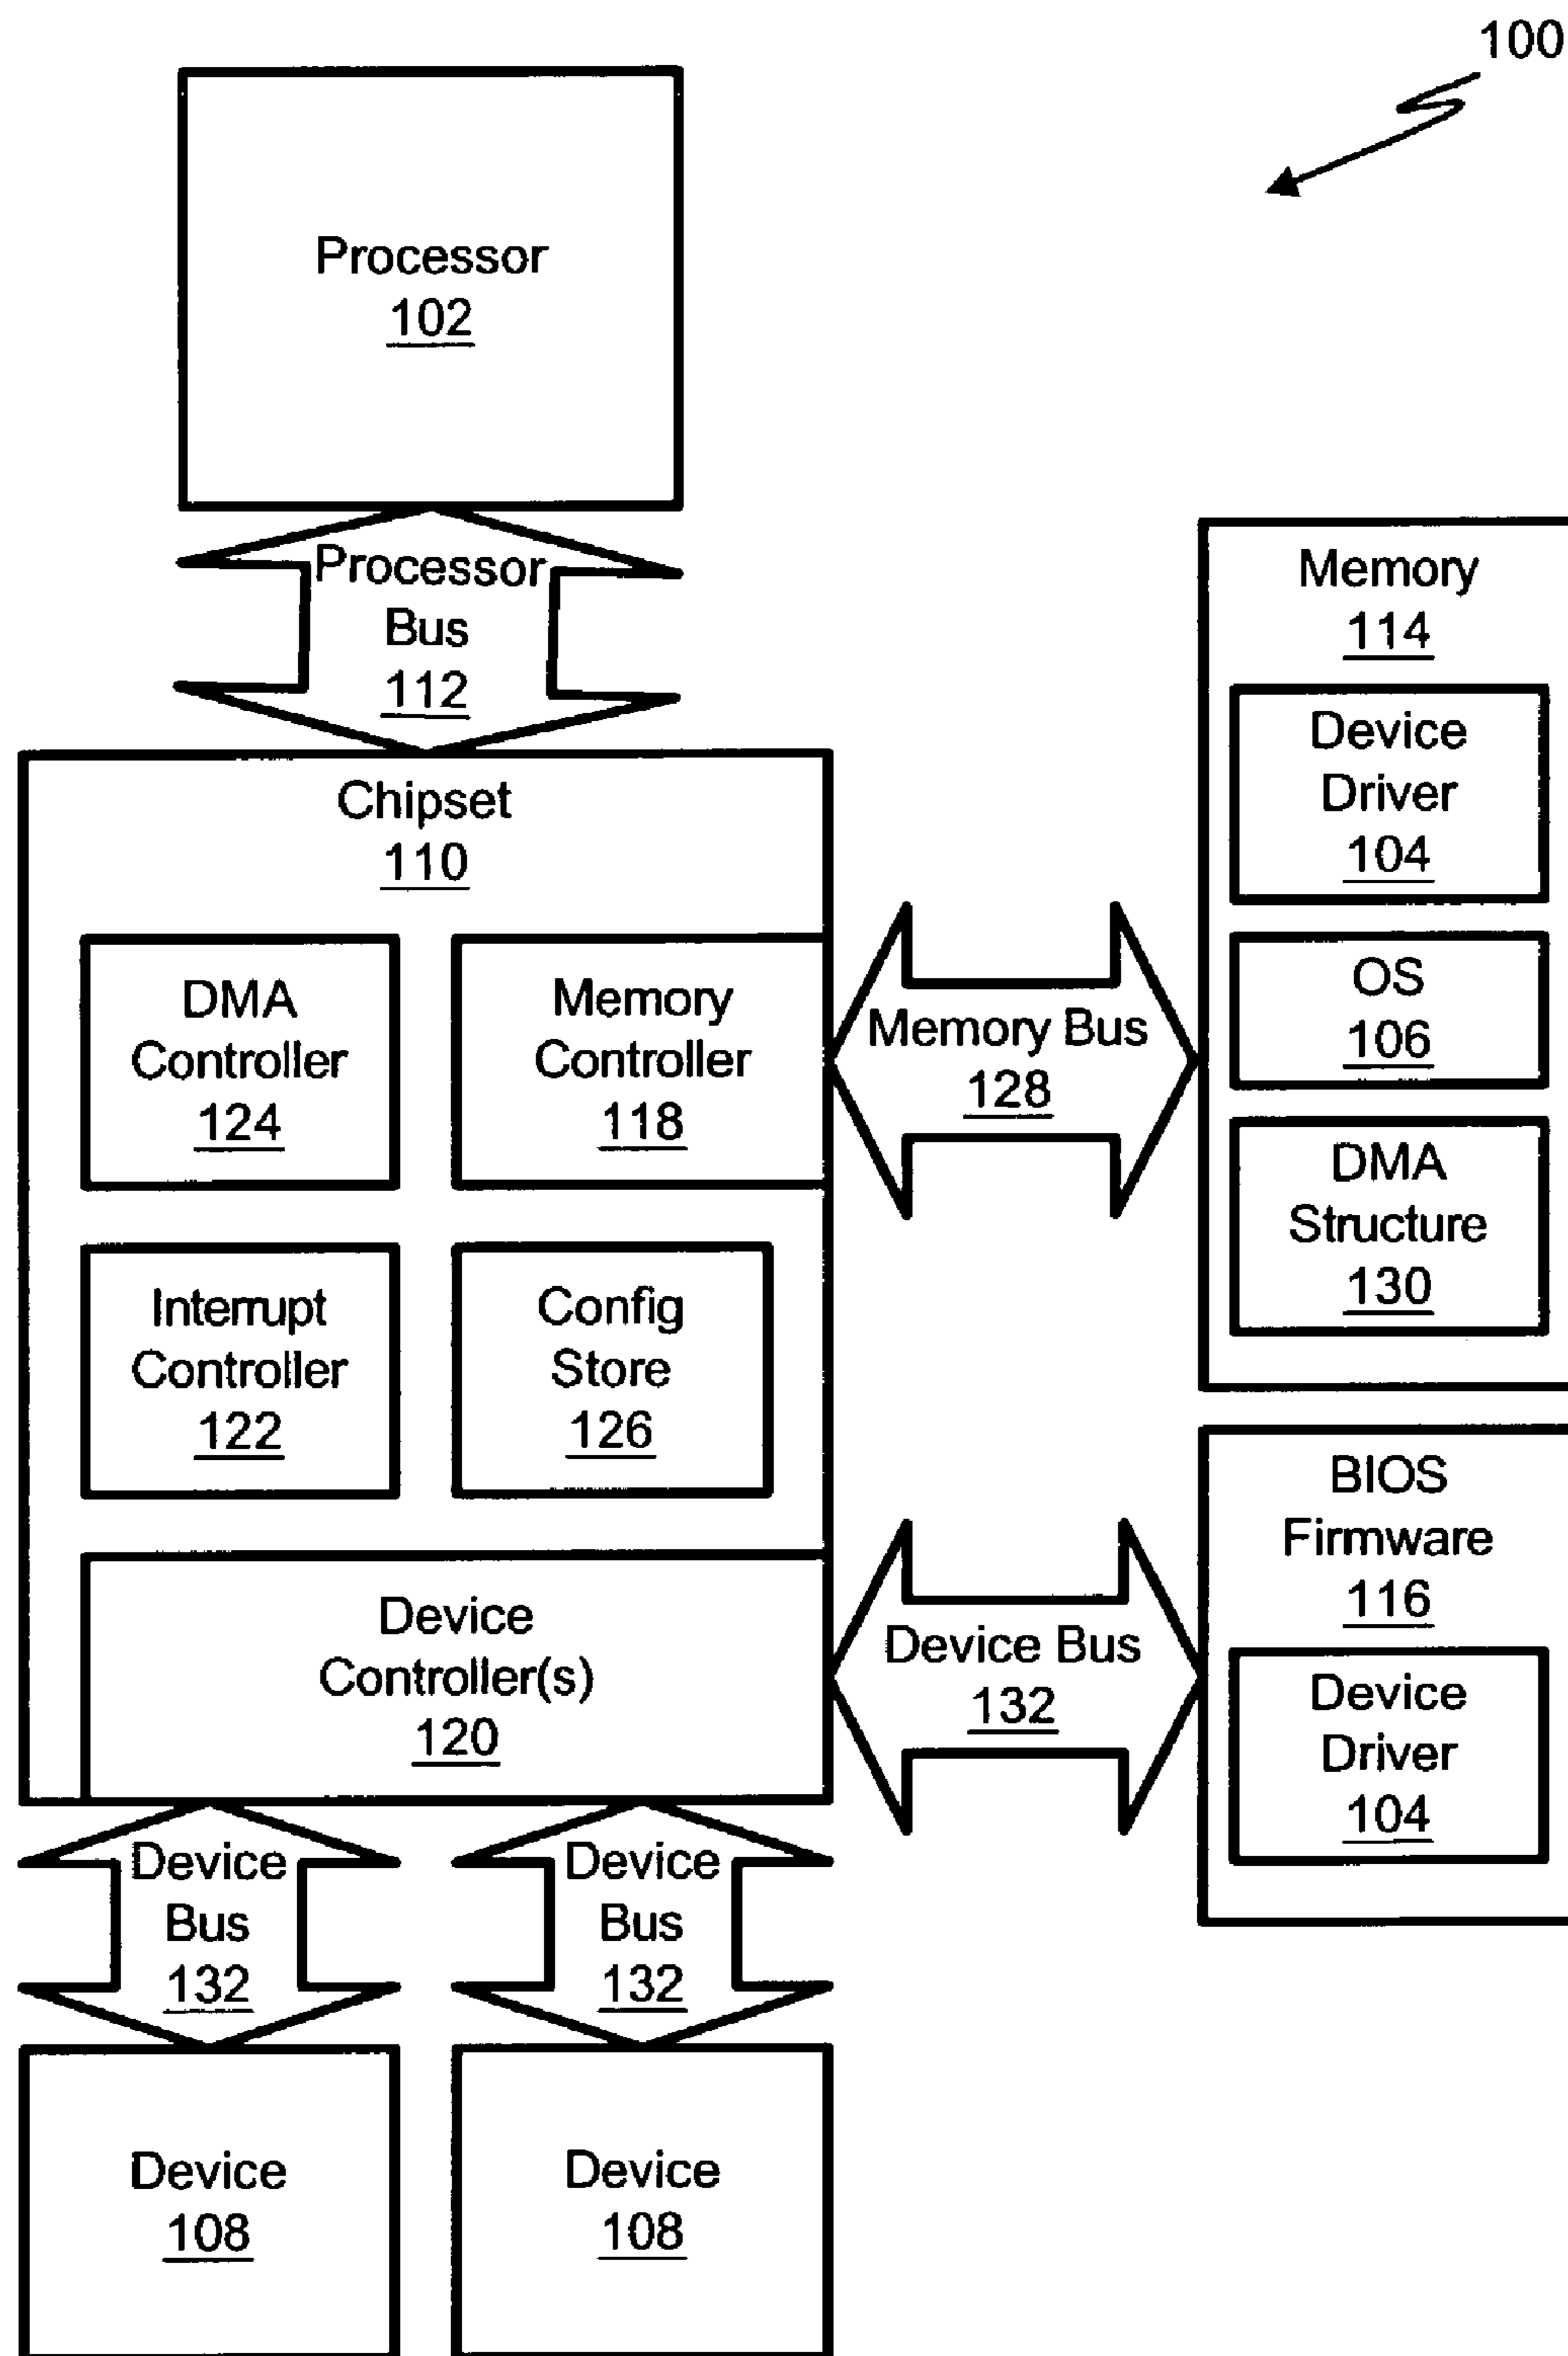 100
Processor
102
Processor
Bus
112
Chipset
110
DMA
Controller
124
Memory
Controller
118
Interrupt
Controller
122
Config
Store
126
Device
Controller(s)
120
Memory Bus
128
Memory
114
Device
Driver
104
OS
106
DMA
Structure
130
Device Bus
132
BIOS
Firmware
116
Device
Driver
104
Device
Bus
132
Device
Bus
132
Device
108
Device
108